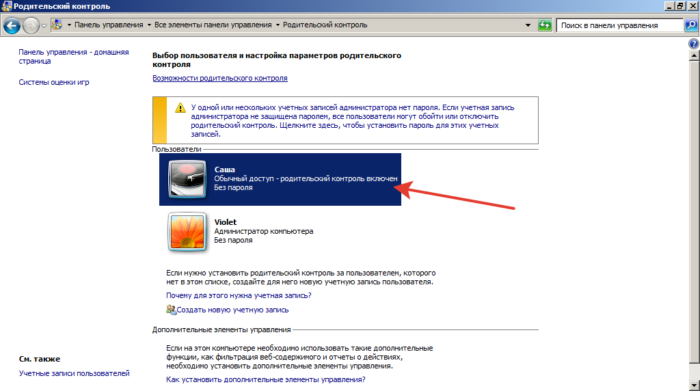 Родительский контроль
Панель управления
Все элементы панели управления
Родительский контроль
Поиск в панели управления
Панель управления - домашняя
страница
Системы оценки игр
Выбор пользователя и настройка параметров родительского
контроля
Возможности родительского контроля
У одной или нескольких учетных записей администратора нет пароля. Если учетная запись
администратора не защищена паролем, все пользователи могут обойти или отключить
родительский контроль. Щелкните здесь, чтобы установить пароль для этих учетных
записей.
Пользователи
Саша
Обычный доступ - родительский контроль включен
Без пароля
Violet
Администратор компьютера
Без пароля
Если нужно установить родительский контроль за пользователем, которого
нет в этом списке, создайте для него новую учетную запись пользователя.
Почему для этого нужна учетная запись?
Создать новую учетную запись
Дополнительные элементы управления
Если на этом компьютере необходимо использовать такие дополнительные
функции, как фильтрация веб-содержимого и отчеты о действиях,
необходимо установить дополнительные элементы управления.
Как установить дополнительные элементы управления?
См. также
Учетные записи пользователей